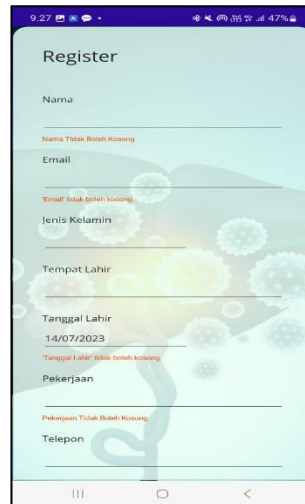 9.27
47%
Register
Nama
Nama Tidak Boleh Kosong
Email
'Email' tidak boleh kosong
Jenis Kelamin
Tempat Lahir
Tanggal Lahir
14/07/2023
'Tanggal Lahir' tidak boleh kosong
Pekerjaan
Pekerjaan Tidak Boleh Kosong
Telepon